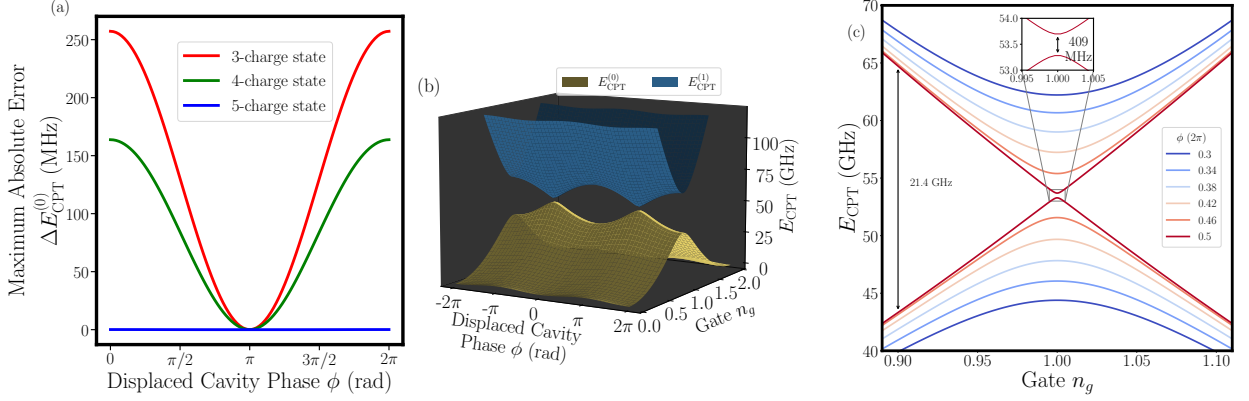 (a)
Maximum Absolute Error
ΔE_CPT^(0) (MHz)
250
200
150
100
50
0
3-charge state
4-charge state
5-charge state
0
π/2
π
3π/2
2π
Displaced Cavity Phase ϕ (rad)
(b)
E_CPT^(0)
E_CPT^(1)
100
75
50
25
0
E_CPT (GHz)
-2π
-π
0
π
2π
Displaced Cavity
Phase ϕ (rad)
0.0
0.5
1.0
1.5
2.0
Gate n_g
(c)
70
65
60
55
50
45
40
E_CPT (GHz)
54.0
53.5
53.0
409
MHz
0.995
1.000
1.005
21.4 GHz
ϕ (2π)
0.3
0.34
0.38
0.42
0.46
0.5
0.90
0.95
1.00
1.05
1.10
Gate n_g